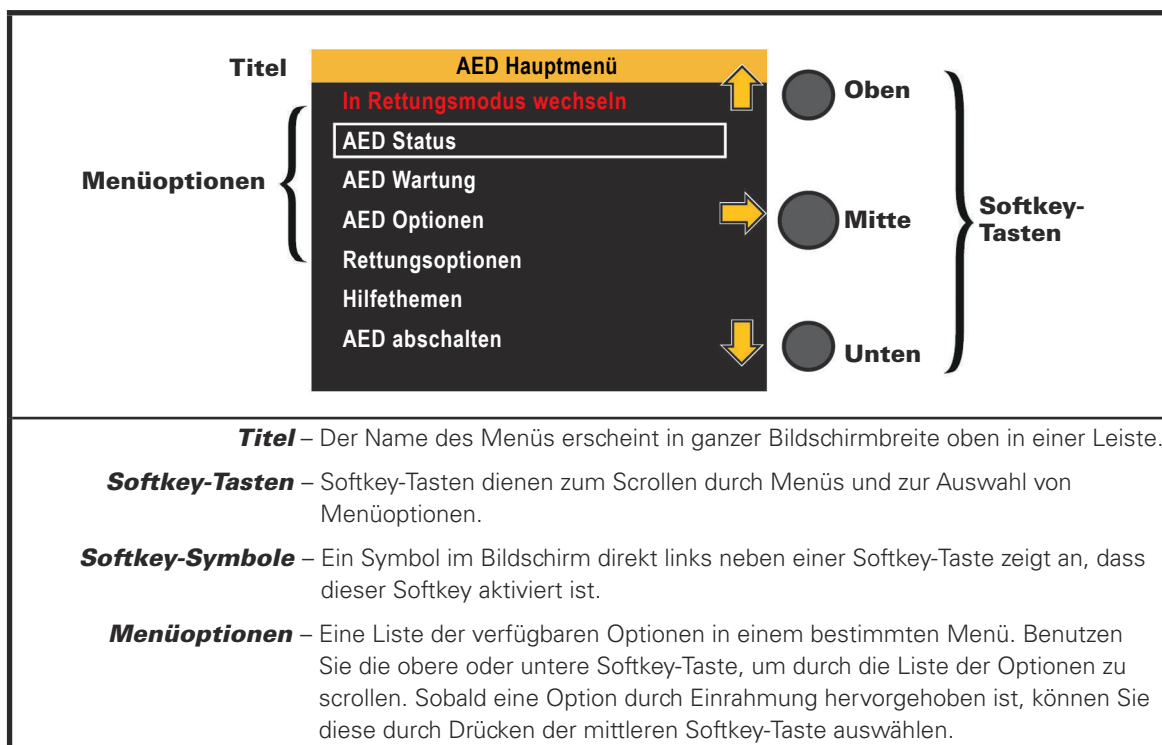 Titel
AED Hauptmenü
In Rettungsmodus wechseln
AED Status
AED Wartung
AED Optionen
Rettungsoptionen
Hilfethemen
AED abschalten
Menüoptionen
Oben
Mitte
Unten
Softkey-
Tasten
Titel – Der Name des Menüs erscheint in ganzer Bildschirmbreite oben in einer Leiste.
Softkey-Tasten – Softkey-Tasten dienen zum Scrollen durch Menüs und zur Auswahl von
Menüoptionen.
Softkey-Symbole – Ein Symbol im Bildschirm direkt links neben einer Softkey-Taste zeigt an, dass
dieser Softkey aktiviert ist.
Menüoptionen – Eine Liste der verfügbaren Optionen in einem bestimmten Menü. Benutzen
Sie die obere oder untere Softkey-Taste, um durch die Liste der Optionen zu
scrollen. Sobald eine Option durch Einrahmung hervorgehoben ist, können Sie
diese durch Drücken der mittleren Softkey-Taste auswählen.